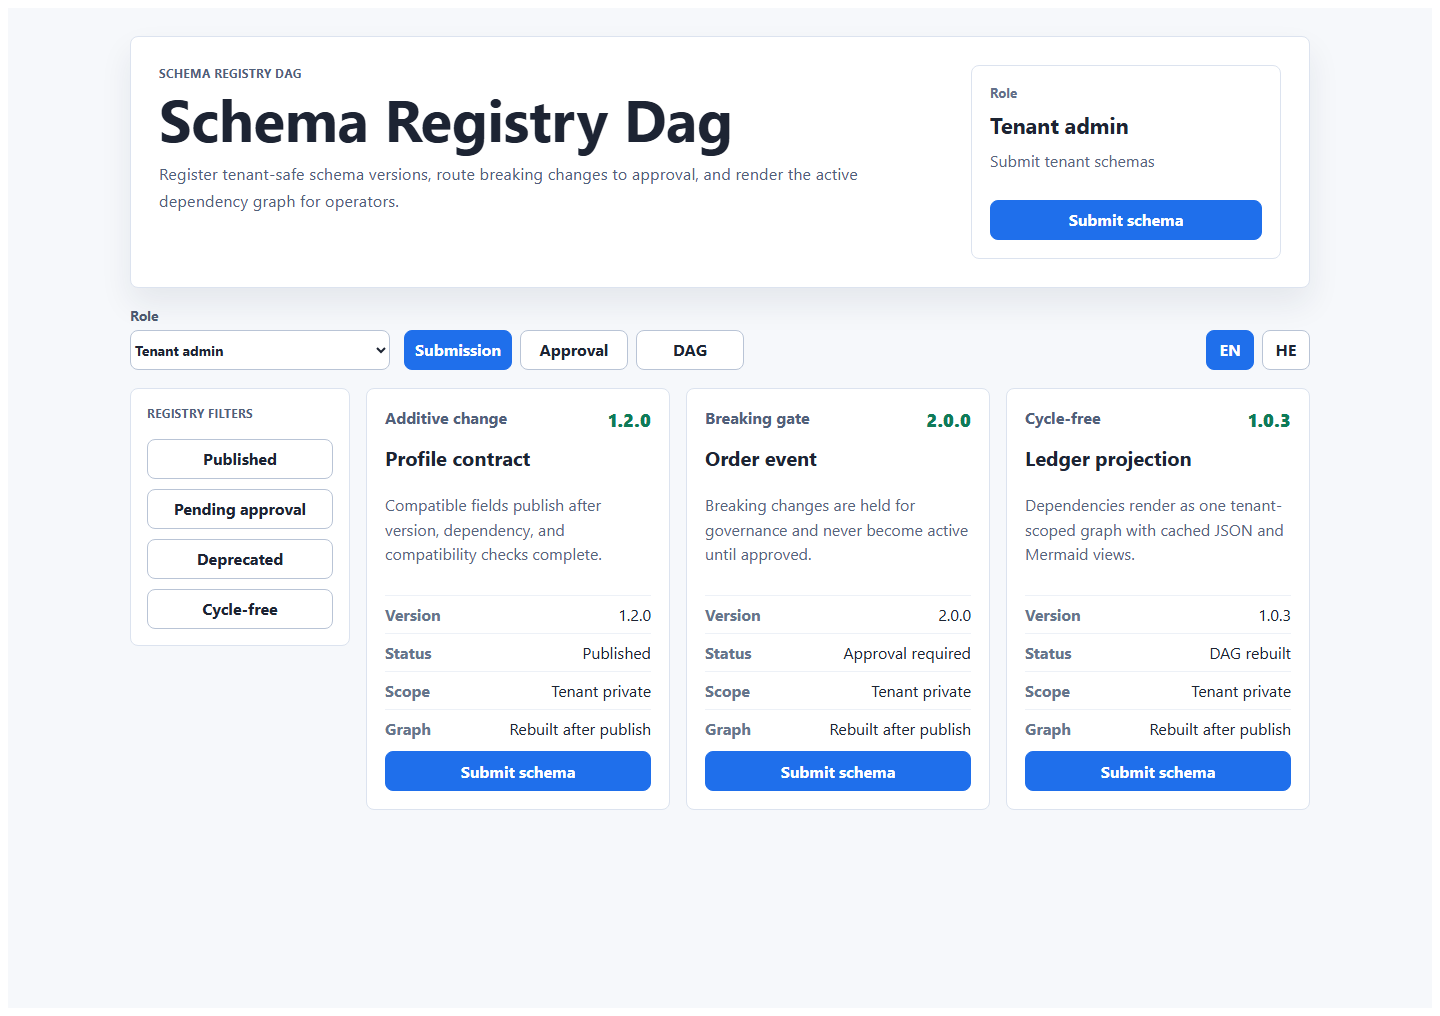 SCHEMA REGISTRY DAG
Schema Registry Dag
Register tenant-safe schema versions, route breaking changes to approval, and render the active
dependency graph for operators.
Role
Tenant admin
Submit tenant schemas
Submit schema
Role
Tenant admin
Submission
Approval
DAG
EN
HE
REGISTRY FILTERS
Published
Pending approval
Deprecated
Cycle-free
Additive change
1.2.0
Profile contract
Compatible fields publish after
version, dependency, and
compatibility checks complete.
Version 1.2.0
Status Published
Scope Tenant private
Graph Rebuilt after publish
Submit schema
Breaking gate
2.0.0
Order event
Breaking changes are held for
governance and never become active
until approved.
Version 2.0.0
Status Approval required
Scope Tenant private
Graph Rebuilt after publish
Submit schema
Cycle-free
1.0.3
Ledger projection
Dependencies render as one tenant-
scoped graph with cached JSON and
Mermaid views.
Version 1.0.3
Status DAG rebuilt
Scope Tenant private
Graph Rebuilt after publish
Submit schema